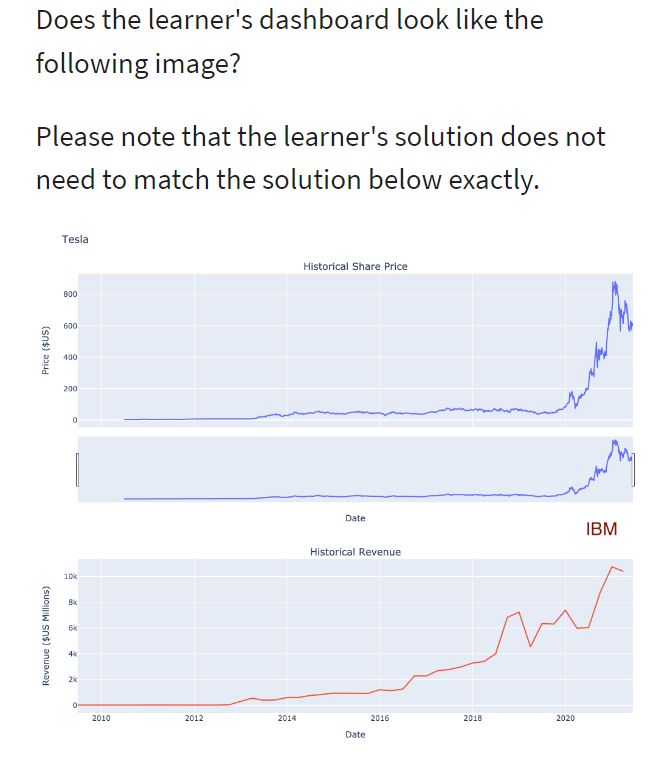 Does the learner's dashboard look like the
following image?
Please note that the learner's solution does not
need to match the solution below exactly.
Tesla
Historical Share Price
800
600
400
200
0
Price ($US)
Date
IBM
Historical Revenue
10k
8k
6k
4k
2k
0
Revenue ($US Millions)
2010 2012 2014 2016 2018 2020
Date